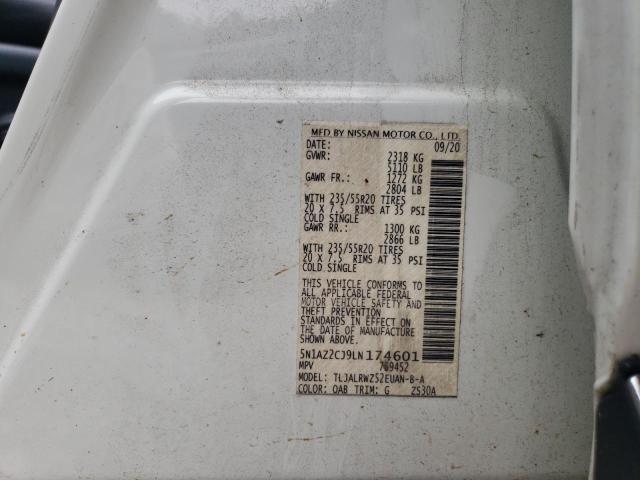 MFD BY NISSAN MOTOR CO., LTD.
DATE: 09/20
GVWR: 2318 KG
5110 LB
GAWR FR.: 1272 KG
2804 LB
WITH 235/55R20 TIRES
20 X 7.5 RIMS AT 35 PSI
COLD SINGLE
GAWR RR.: 1300 KG
2866 LB
WITH 235/55R20 TIRES
20 X 7.5 RIMS AT 35 PSI
COLD SINGLE
THIS VEHICLE CONFORMS TO
ALL APPLICABLE FEDERAL
MOTOR VEHICLE SAFETY AND
THEFT PREVENTION
STANDARDS IN EFFECT ON
THE DATE OF MANUFACTURE
SHOWN ABOVE.
5N1AZ2CJ9LN174601
MPV 709452
MODEL: TLJALRWZ52EUAN-B-A
COLOR: QAB TRIM: G ZS30A